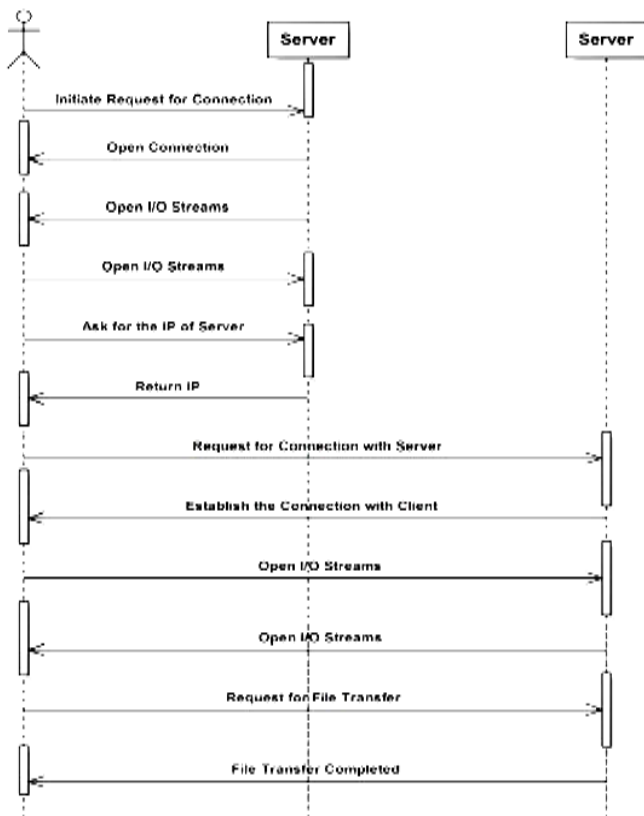 Server
Server
Initiate Request for Connection
Open Connection
Open I/O Streams
Open I/O Streams
Ask for the IP of Server
Return IP
Request for Connection with Server
Establish the Connection with Client
Open I/O Streams
Open I/O Streams
Request for File Transfer
File Transfer Completed